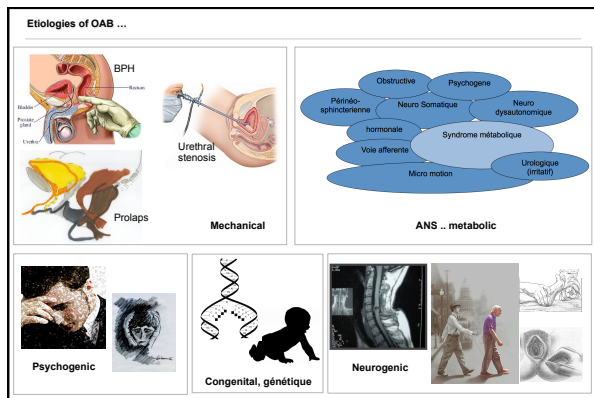 Etiologies of OAB ...
BPH
Rectum
Bladder
Prostate
gland
Urethra
Urethral
stenosis
Prolaps
Mechanical
Obstructive
Psychogene
Périnéo-
sphincterienne
Neuro Somatique
Neuro
dysautonomique
hormonale
Syndrome métabolique
Voie afferente
Urologique
(irritatif)
Micro motion
ANS .. metabolic
Psychogenic
Congenital, génétique
Neurogenic